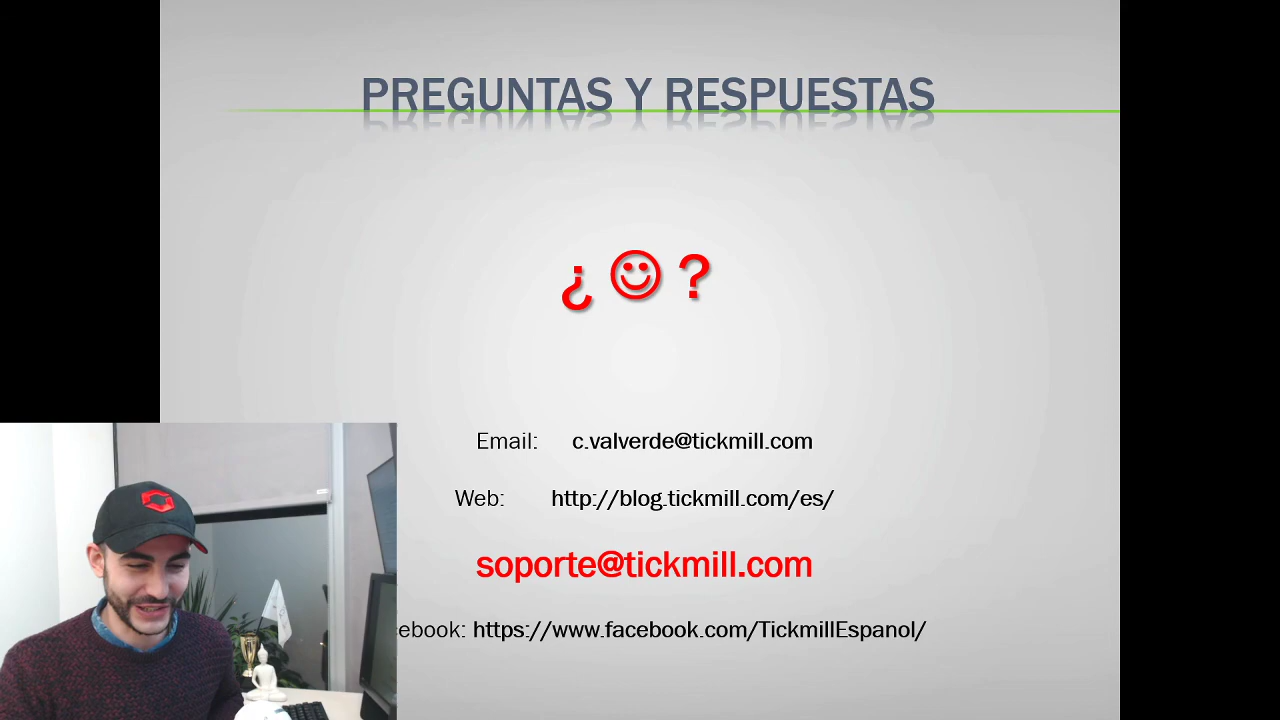 PREGUNTAS Y RESPUESTAS
¿ ☺ ?
Email: c.valverde@tickmill.com
Web: http://blog.tickmill.com/es/
soporte@tickmill.com
cebook: https://www.facebook.com/TickmillEspanol/